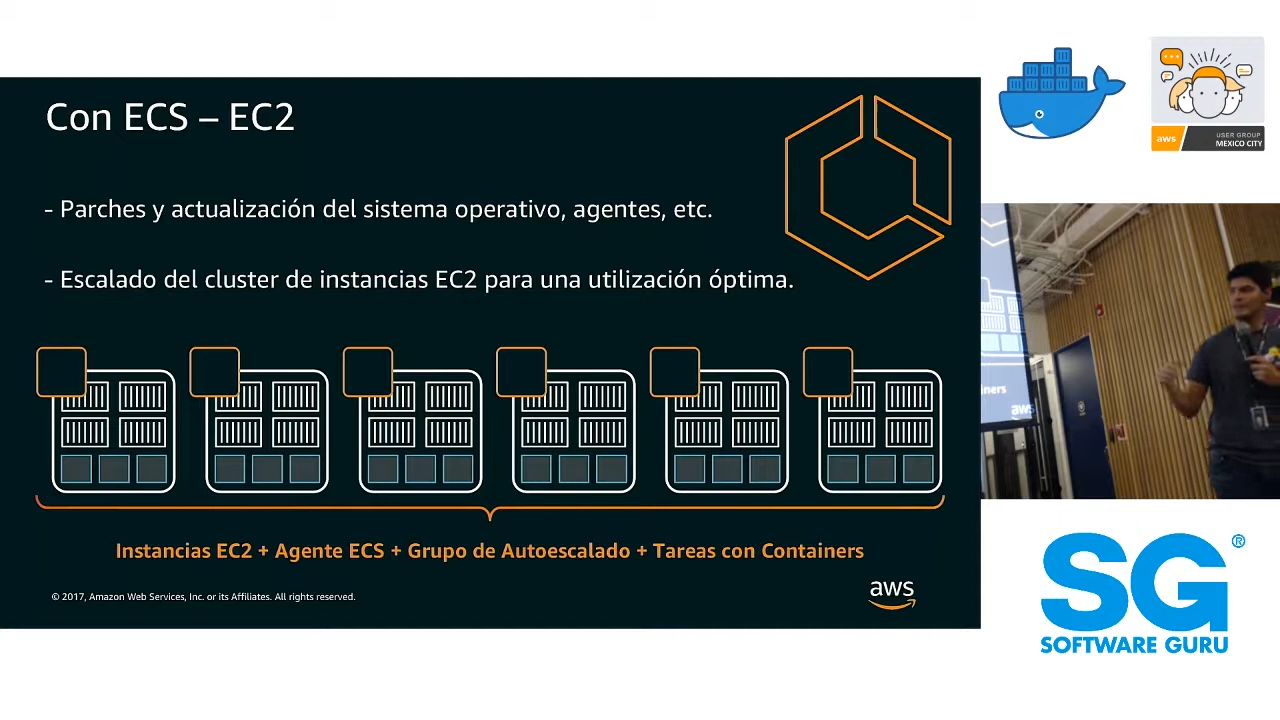 Con ECS – EC2
- Parches y actualización del sistema operativo, agentes, etc.
- Escalado del cluster de instancias EC2 para una utilización óptima.
Instancias EC2 + Agente ECS + Grupo de Autoescalado + Tareas con Containers
© 2017, Amazon Web Services, Inc. or its Affiliates. All rights reserved.
aws
aws
USER GROUP
MEXICO CITY
iners
aws
SG®
SOFTWARE GURU